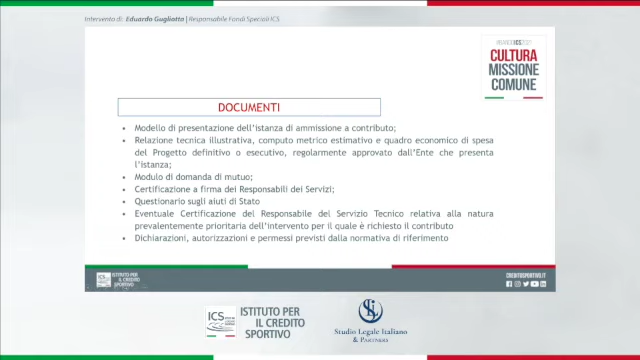 Intervento di: Eduardo Gugliotta | Responsabile Fondi Speciali ICS
CULTURA
MISSIONE
COMUNE
DOCUMENTI
• Modello di presentazione dell'istanza di ammissione a contributo;
• Relazione tecnica illustrativa, computo metrico estimativo e quadro economico di spesa
del Progetto definitivo o esecutivo, regolarmente approvato dall'Ente che presenta
l'istanza;
• Modulo di domanda di mutuo;
• Certificazione a firma dei Responsabili dei Servizi;
• Questionario sugli aiuti di Stato
• Eventuale Certificazione del Responsabile del Servizio Tecnico relativa alla natura
prevalentemente prioritaria dell'intervento per il quale è richiesto il contributo
• Dichiarazioni, autorizzazioni e permessi previsti dalla normativa di riferimento
ICS
ISTITUTO PER
IL CREDITO
SPORTIVO
CREDITOSPORTIVO.IT
ICS
ISTITUTO PER
IL CREDITO
SPORTIVO
Studio Legale Italiano
& Partners